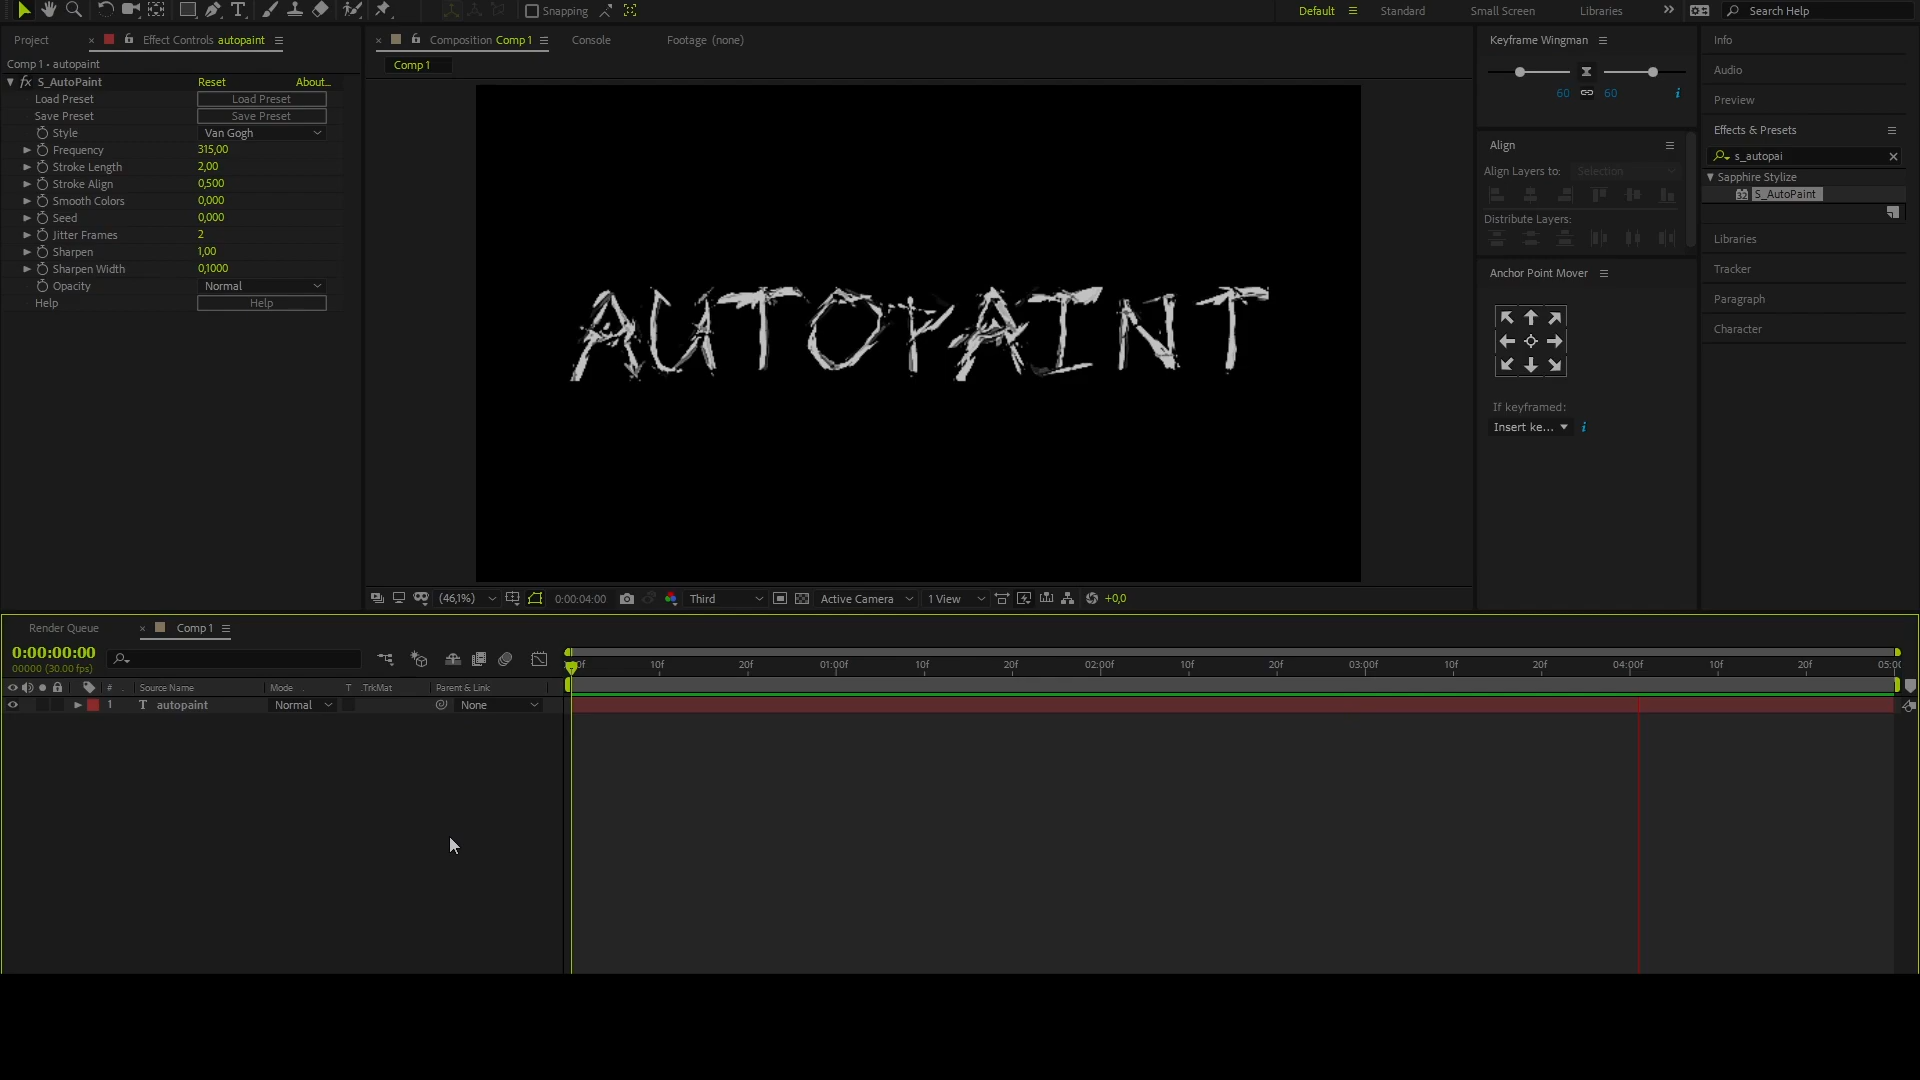 Snapping
Default
Standard
Small Screen
Libraries
Search Help
Project
Effect Controls autopaint
Composition Comp 1
Console
Footage (none)
Keyframe Wingman
Info
Comp 1 - autopaint
Comp 1
Audio
fx S_AutoPaint Reset About...
Load Preset Load Preset
60 60
Preview
Save Preset Save Preset
Style Van Gogh
Effects & Presets
Frequency 315,00
Align
s_autopai
Stroke Length 2,00
Align Layers to: Selection
Sapphire Stylize
Stroke Align 0,500
32 S_AutoPaint
Smooth Colors 0,000
Seed 0,000
Distribute Layers:
Jitter Frames 2
Libraries
Sharpen 1,00
Sharpen Width 0,1000
Anchor Point Mover
Tracker
Opacity Normal
Help Help
Paragraph
AUTOPAINT
Character
If keyframed:
Insert ke...
(46,1%)
0:00:04:00
Third
Active Camera
1 View
+0,0
Render Queue
Comp 1
0:00:00:00
00000 (30.00 fps)
10f 20f 01:00f 10f 20f 02:00f 10f 20f 03:00f 10f 20f 04:00f 10f 20f
# Source Name Mode T .TrkMat Parent & Link
1 T autopaint Normal None